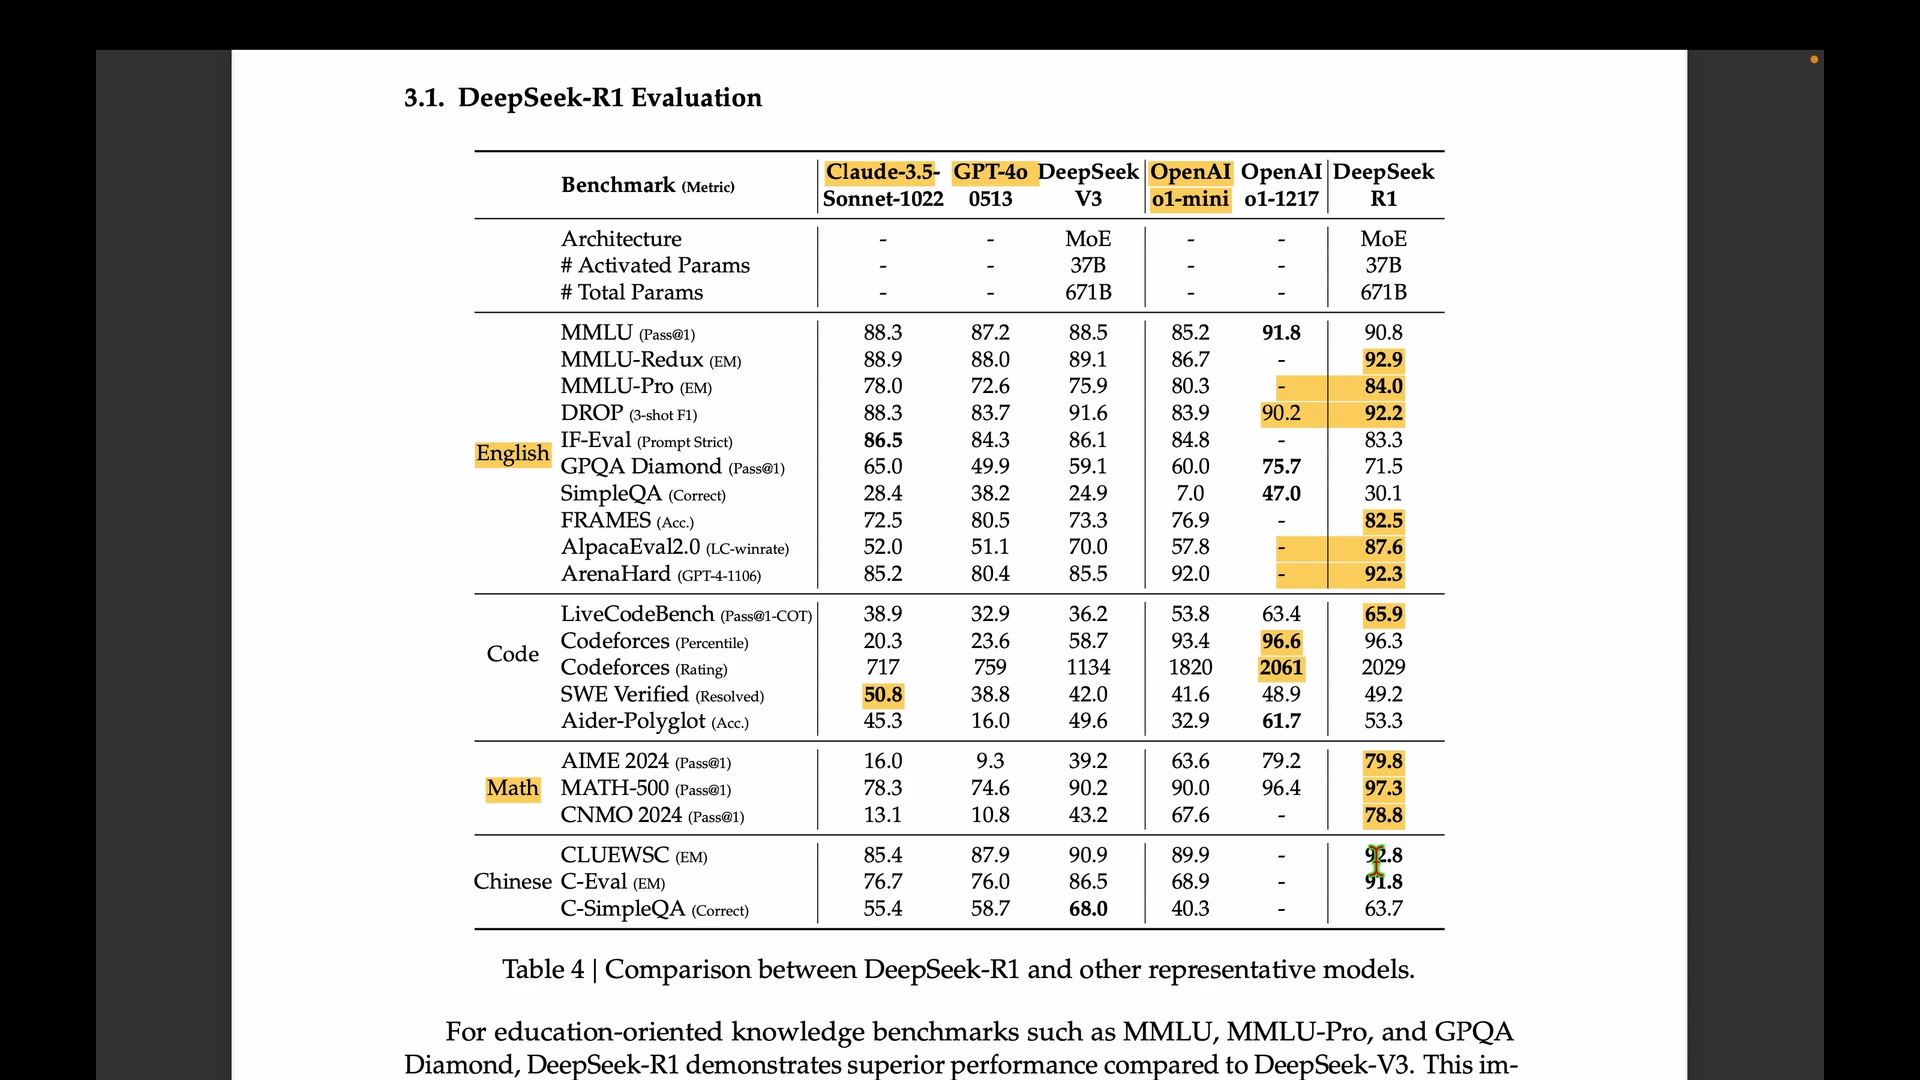 3.1. DeepSeek-R1 Evaluation
Benchmark (Metric) Claude-3.5-Sonnet-1022 GPT-4o 0513 DeepSeek V3 OpenAI o1-mini OpenAI o1-1217 DeepSeek R1
Architecture - - MoE - - MoE
# Activated Params - - 37B - - 37B
# Total Params - - 671B - - 671B
English
MMLU (Pass@1) 88.3 87.2 88.5 85.2 91.8 90.8
MMLU-Redux (EM) 88.9 88.0 89.1 86.7 - 92.9
MMLU-Pro (EM) 78.0 72.6 75.9 80.3 - 84.0
DROP (3-shot F1) 88.3 83.7 91.6 83.9 90.2 92.2
IF-Eval (Prompt Strict) 86.5 84.3 86.1 84.8 - 83.3
GPQA Diamond (Pass@1) 65.0 49.9 59.1 60.0 75.7 71.5
SimpleQA (Correct) 28.4 38.2 24.9 7.0 47.0 30.1
FRAMES (Acc.) 72.5 80.5 73.3 76.9 - 82.5
AlpacaEval2.0 (LC-winrate) 52.0 51.1 70.0 57.8 - 87.6
ArenaHard (GPT-4-1106) 85.2 80.4 85.5 92.0 - 92.3
Code
LiveCodeBench (Pass@1-COT) 38.9 32.9 36.2 53.8 63.4 65.9
Codeforces (Percentile) 20.3 23.6 58.7 93.4 96.6 96.3
Codeforces (Rating) 717 759 1134 1820 2061 2029
SWE Verified (Resolved) 50.8 38.8 42.0 41.6 48.9 49.2
Aider-Polyglot (Acc.) 45.3 16.0 49.6 32.9 61.7 53.3
Math
AIME 2024 (Pass@1) 16.0 9.3 39.2 63.6 79.2 79.8
MATH-500 (Pass@1) 78.3 74.6 90.2 90.0 96.4 97.3
CNMO 2024 (Pass@1) 13.1 10.8 43.2 67.6 - 78.8
Chinese
CLUEWSC (EM) 85.4 87.9 90.9 89.9 - 92.8
C-Eval (EM) 76.7 76.0 86.5 68.9 - 91.8
C-SimpleQA (Correct) 55.4 58.7 68.0 40.3 - 63.7
Table 4 | Comparison between DeepSeek-R1 and other representative models.
For education-oriented knowledge benchmarks such as MMLU, MMLU-Pro, and GPQA
Diamond, DeepSeek-R1 demonstrates superior performance compared to DeepSeek-V3. This im-